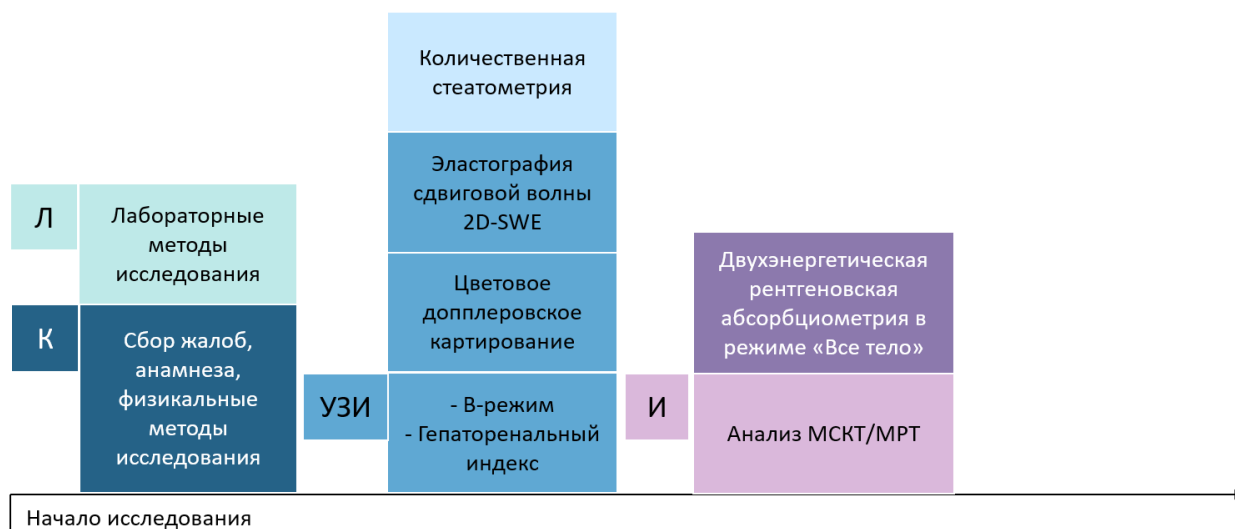 Л
Лабораторные
методы
исследования
К
Сбор жалоб,
анамнеза,
физикальные
методы
исследования
УЗИ
Количественная
стеатометрия
Эластография
сдвиговой волны
2D-SWE
Цветовое
допплеровское
картирование
- В-режим
- Гепаторенальный
индекс
И
Двухэнергетическая
рентгеновская
абсорбциометрия в
режиме «Все тело»
Анализ МСКТ/МРТ
Начало исследования